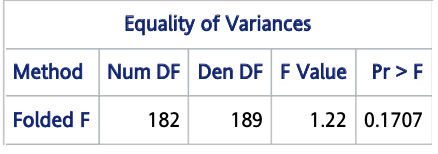 Equality of Variances
Method Num DF Den DF F Value Pr > F
Folded F 182 189 1.22 0.1707